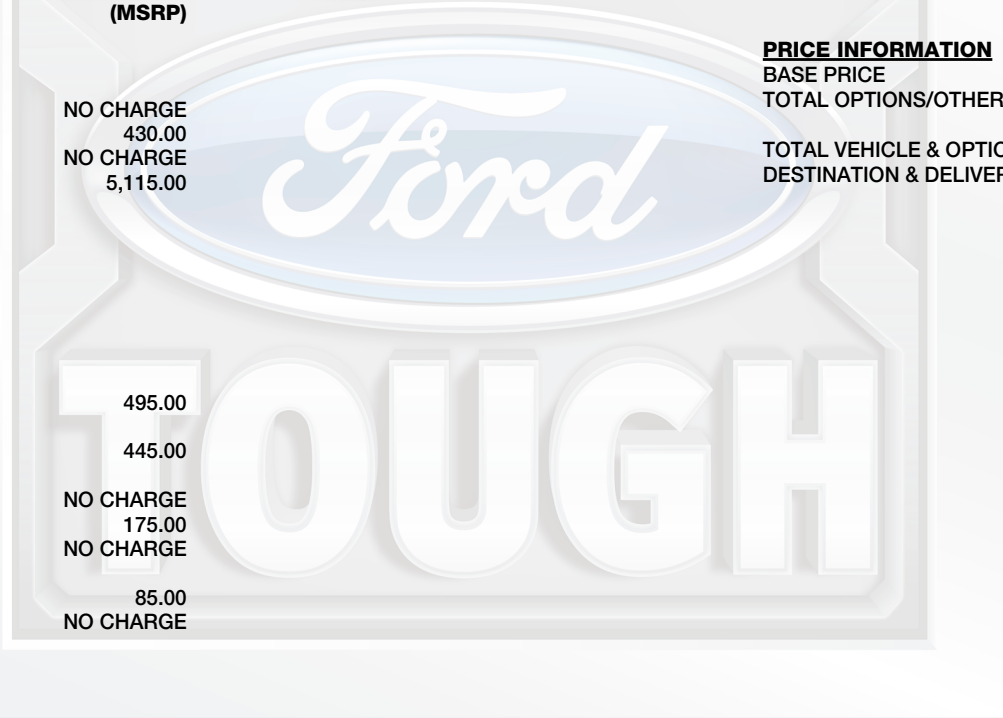 (MSRP)
NO CHARGE
430.00
NO CHARGE
5,115.00
495.00
445.00
NO CHARGE
175.00
NO CHARGE
85.00
NO CHARGE
PRICE INFORMATION
BASE PRICE
TOTAL OPTIONS/OTHER
TOTAL VEHICLE & OPTIO
DESTINATION & DELIVER
Ford
TOUGH